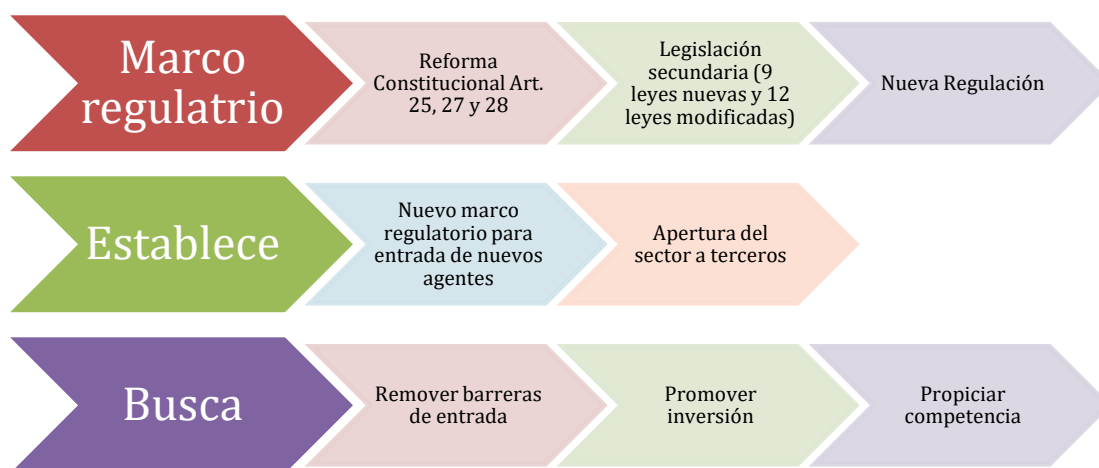 Marco
regulatrio
Reforma
Constitucional Art.
25, 27 y 28
Legislación
secundaria (9
leyes nuevas y 12
leyes modificadas)
Nueva Regulación
Establece
Nuevo marco
regulatorio para
entrada de nuevos
agentes
Apertura del
sector a terceros
Busca
Remover barreras
de entrada
Promover
inversión
Propiciar
competencia